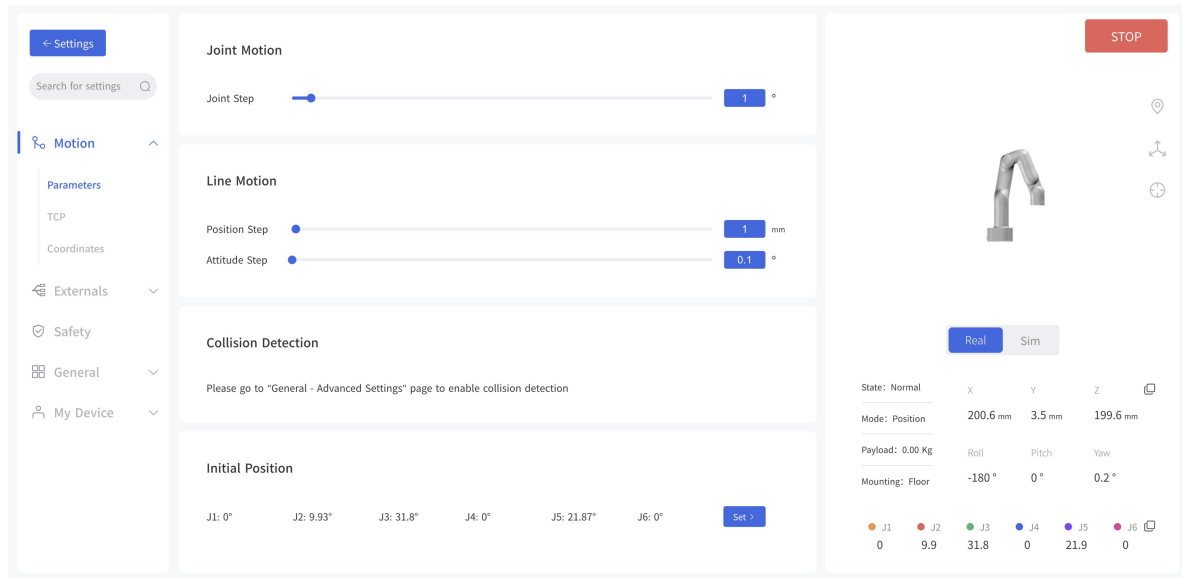 ← Settings
Search for settings
Motion
Parameters
TCP
Coordinates
Externals
Safety
General
My Device
Joint Motion
Joint Step 1 °
Line Motion
Position Step 1 mm
Attitude Step 0.1 °
Collision Detection
Please go to "General - Advanced Settings" page to enable collision detection
Initial Position
J1: 0° J2: 9.93° J3: 31.8° J4: 0° J5: 21.87° J6: 0° Set >
STOP
Real Sim
State: Normal
Mode: Position
Payload: 0.00 Kg
Mounting: Floor
X Y Z
200.6 mm 3.5 mm 199.6 mm
Roll Pitch Yaw
-180 ° 0 ° 0.2 °
J1 J2 J3 J4 J5 J6
0 9.9 31.8 0 21.9 0